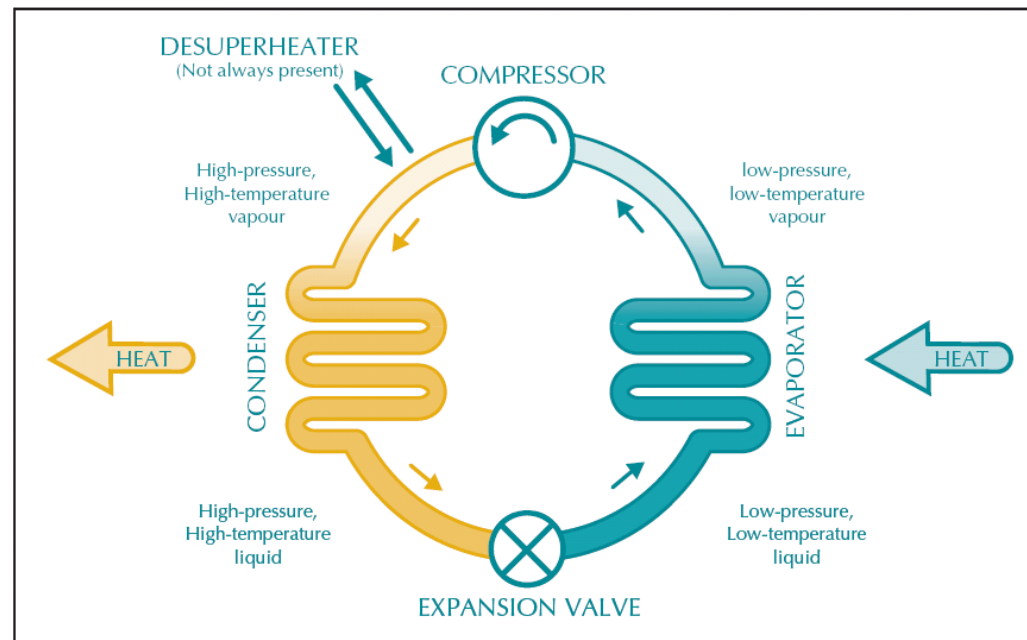 DESUPERHEATER
(Not always present)
COMPRESSOR
High-pressure,
High-temperature
vapour
low-pressure,
low-temperature
vapour
CONDENSER
EVAPORATOR
HEAT
HEAT
High-pressure,
High-temperature
liquid
Low-pressure,
Low-temperature
liquid
EXPANSION VALVE